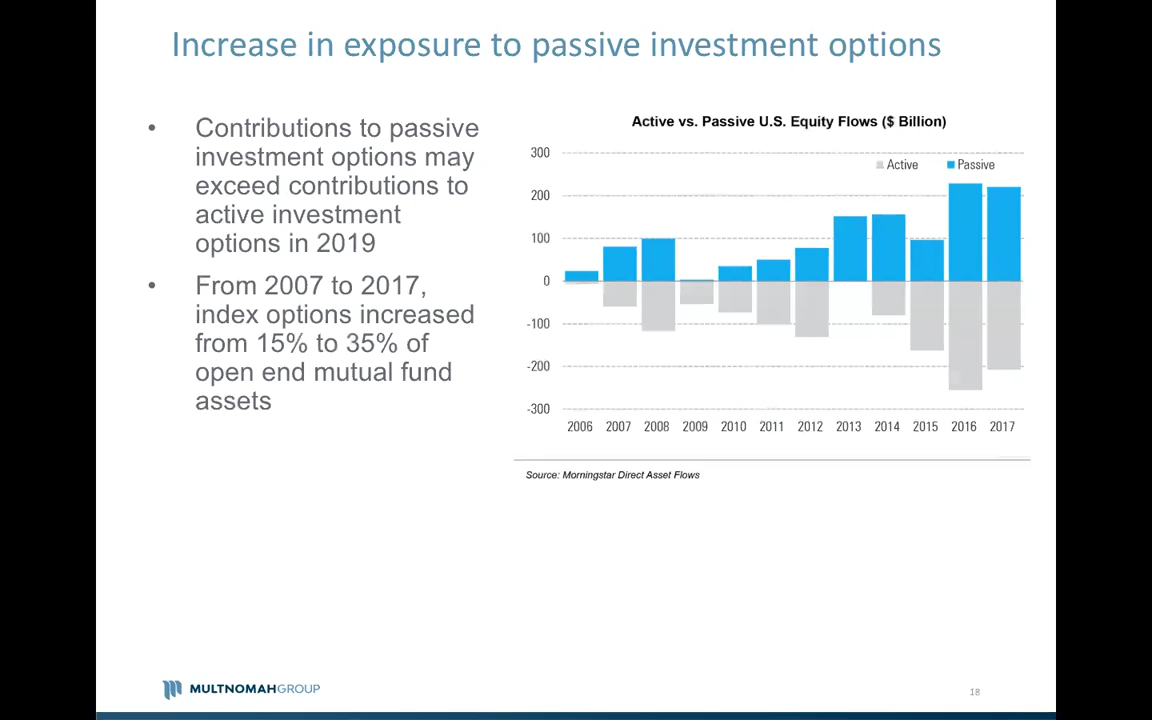 Increase in exposure to passive investment options
• Contributions to passive
investment options may
exceed contributions to
active investment
options in 2019
• From 2007 to 2017,
index options increased
from 15% to 35% of
open end mutual fund
assets
Active vs. Passive U.S. Equity Flows ($ Billion)
Active Passive
300
200
100
0
-100
-200
-300
2006 2007 2008 2009 2010 2011 2012 2013 2014 2015 2016 2017
Source: Morningstar Direct Asset Flows
MULTNOMAHGROUP
18